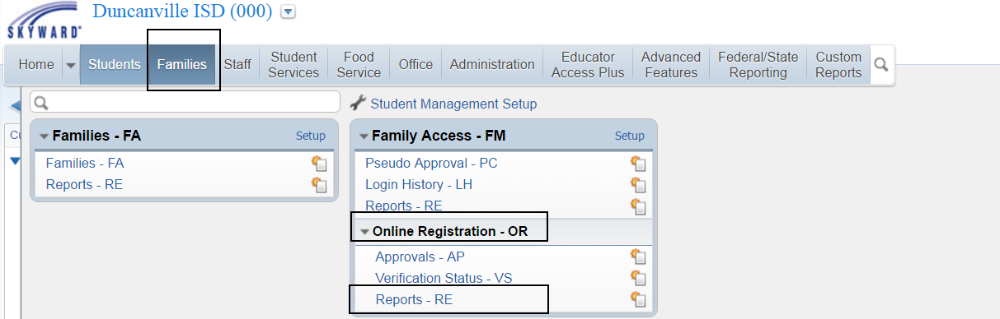 Duncanville ISD (000)
SKYWARD
Home Students Families Staff Student Services Food Service Office Administration Educator Access Plus Advanced Features Federal/State Reporting Custom Reports
Student Management Setup
Cu
Families - FA Setup
Families - FA
Reports - RE
Family Access - FM Setup
Pseudo Approval - PC
Login History - LH
Reports - RE
Online Registration - OR
Approvals - AP
Verification Status - VS
Reports - RE